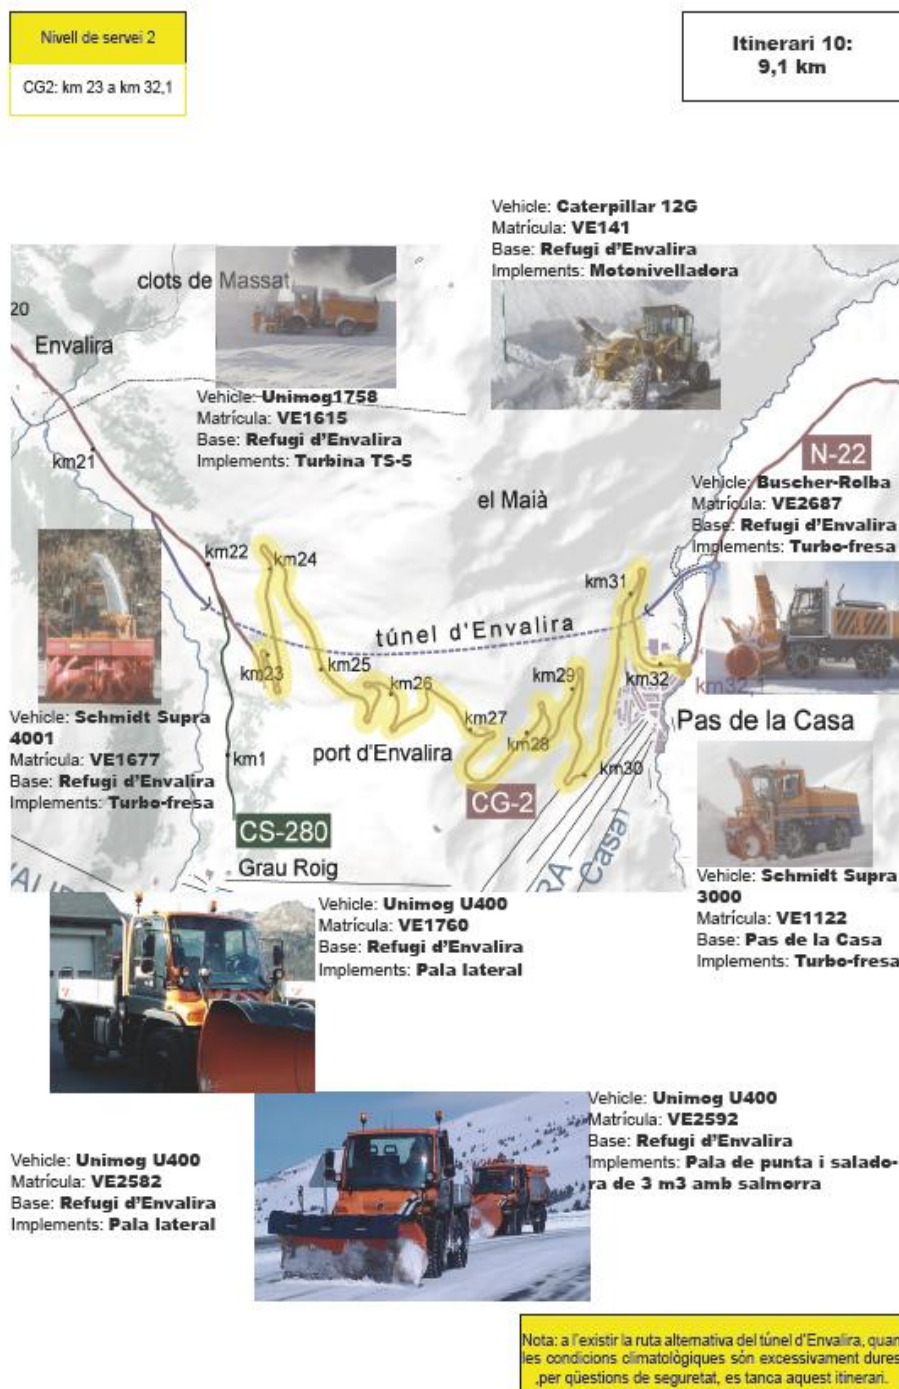 Nivell de servei 2
CG2: km 23 a km 32,1
Itinerari 10:
9,1 km
Vehicle: Caterpillar 12G
Matrícula: VE141
Base: Refugi d'Envalira
Implements: Motonivelladora
clots de Massat
20
Envalira
Vehicle: Unimog1758
Matrícula: VE1615
Base: Refugi d'Envalira
Implements: Turbina TS-5
km21
N-22
Vehicle: Buscher-Rolba
Matrícula: VE2687
Base: Refugi d'Envalira
Implements: Turbo-fresa
el Maià
km22
km24
km31
túnel d'Envalira
km23
km25
km26
km29
km32
km32,1
Vehicle: Schmidt Supra
4001
Matrícula: VE1677
Base: Refugi d'Envalira
Implements: Turbo-fresa
km27
km28
Pas de la Casa
km1
port d'Envalira
km30
CG-2
CS-280
Grau Roig
RA
Casa)
Vehicle: Schmidt Supra
3000
Matrícula: VE1122
Base: Pas de la Casa
Implements: Turbo-fresa
Vehicle: Unimog U400
Matrícula: VE1760
Base: Refugi d'Envalira
Implements: Pala lateral
Vehicle: Unimog U400
Matrícula: VE2592
Base: Refugi d'Envalira
Implements: Pala de punta i salado-
ra de 3 m3 amb salmorra
Vehicle: Unimog U400
Matrícula: VE2582
Base: Refugi d'Envalira
Implements: Pala lateral
Nota: a l'existir la ruta alternativa del túnel d'Envalira, quan
les condicions climatològiques són excessivament dures
,per qüestions de seguretat, es tanca aquest itinerari.